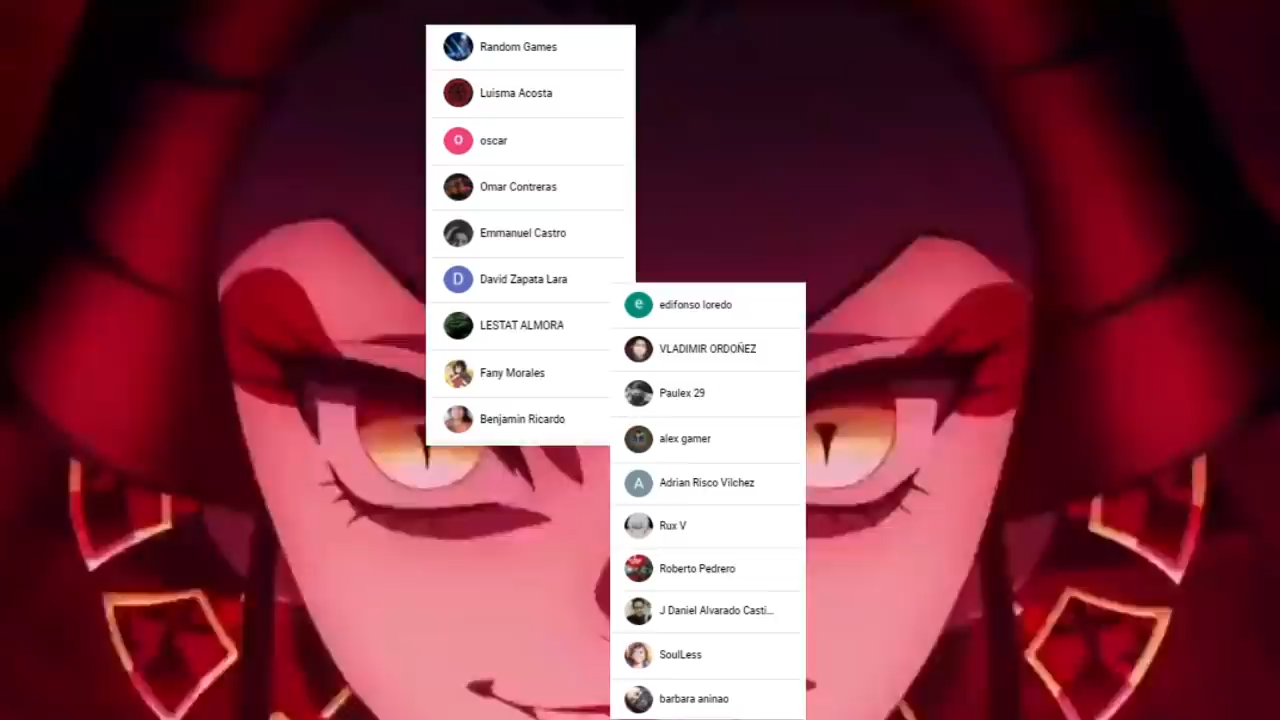 Random Games
Luisma Acosta
o
oscar
Omar Contreras
Emmanuel Castro
D
David Zapata Lara
LESTAT ALMORA
Fany Morales
Benjamin Ricardo
e
edifonso loredo
VLADIMIR ORDOÑEZ
Paulex 29
alex gamer
A
Adrian Risco Vilchez
Rux V
Roberto Pedrero
J Daniel Alvarado Casti...
SoulLess
barbara aninao